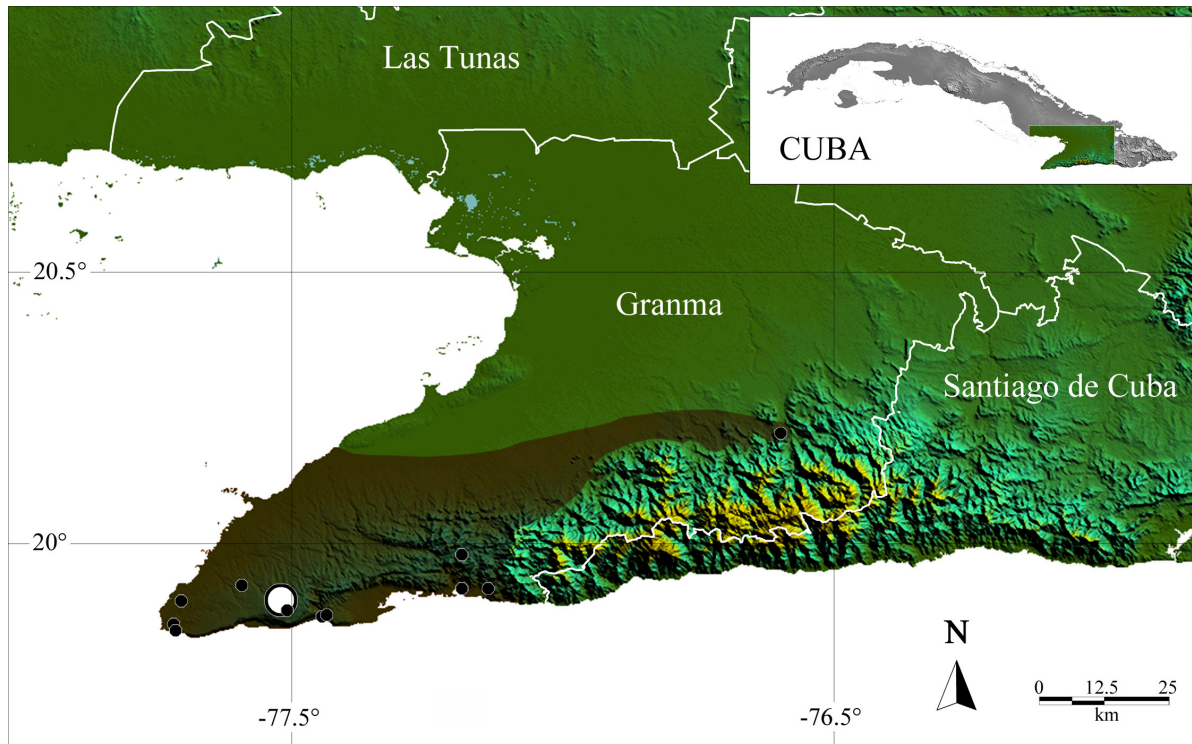 Las Tunas
CUBA
20.5°
Granma
Santiago de Cuba
20°
N
0 12.5 25
km
-77.5°
-76.5°